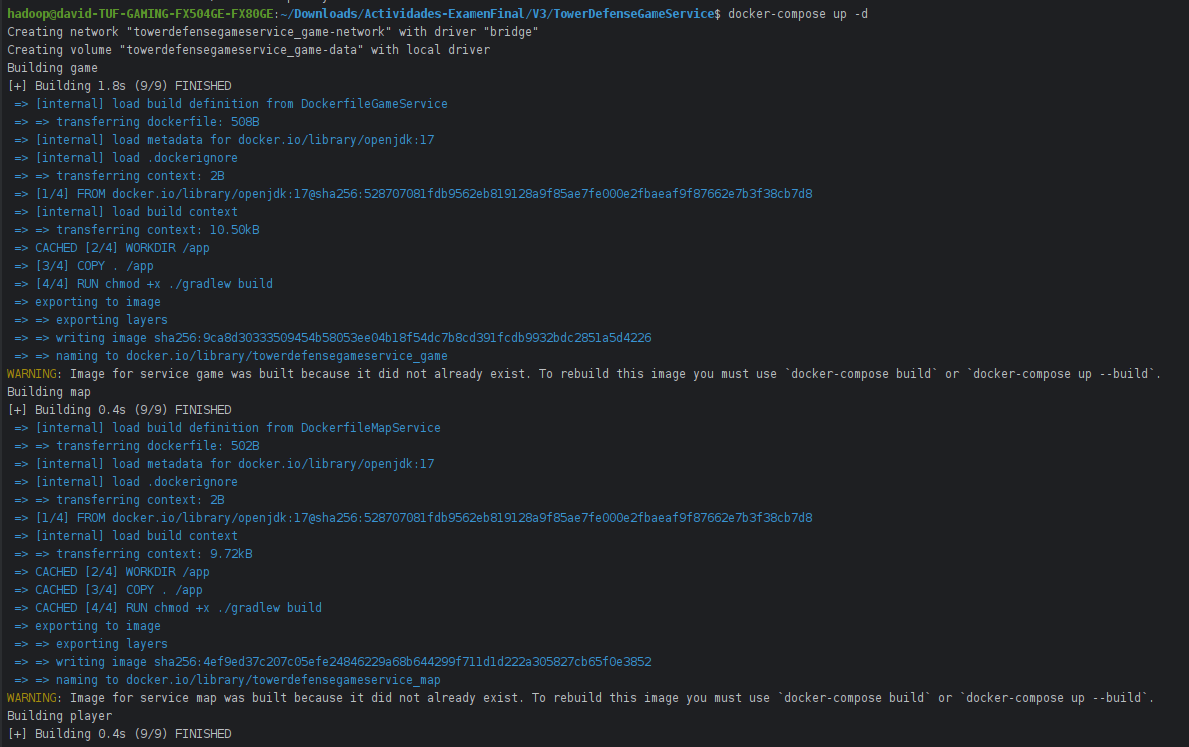 hadoop@david-TUF-GAMING-FX504GE-FX80GE:~/Downloads/Actividades-ExamenFinal/V3/TowerDefenseGameService$ docker-compose up -d
Creating network "towerdefensegameservice_game-network" with driver "bridge"
Creating volume "towerdefensegameservice_game-data" with local driver
Building game
[+] Building 1.8s (9/9) FINISHED
=> [internal] load build definition from DockerfileGameService
=> => transferring dockerfile: 508B
=> [internal] load metadata for docker.io/library/openjdk:17
=> [internal] load .dockerignore
=> => transferring context: 2B
=> [1/4] FROM docker.io/library/openjdk:17@sha256:528707081fdb9562eb819128a9f85ae7fe000e2fbaeaf9f87662e7b3f38cb7d8
=> [internal] load build context
=> => transferring context: 10.50kB
=> CACHED [2/4] WORKDIR /app
=> [3/4] COPY . /app
=> [4/4] RUN chmod +x ./gradlew build
=> exporting to image
=> => exporting layers
=> => writing image sha256:9ca8d30333509454b58053ee04b18f54dc7b8cd391fcdb9932bdc2851a5d4226
=> => naming to docker.io/library/towerdefensegameservice_game
WARNING: Image for service game was built because it did not already exist. To rebuild this image you must use `docker-compose build` or `docker-compose up --build`.
Building map
[+] Building 0.4s (9/9) FINISHED
=> [internal] load build definition from DockerfileMapService
=> => transferring dockerfile: 502B
=> [internal] load metadata for docker.io/library/openjdk:17
=> [internal] load .dockerignore
=> => transferring context: 2B
=> [1/4] FROM docker.io/library/openjdk:17@sha256:528707081fdb9562eb819128a9f85ae7fe000e2fbaeaf9f87662e7b3f38cb7d8
=> [internal] load build context
=> => transferring context: 9.72kB
=> CACHED [2/4] WORKDIR /app
=> CACHED [3/4] COPY . /app
=> CACHED [4/4] RUN chmod +x ./gradlew build
=> exporting to image
=> => exporting layers
=> => writing image sha256:4ef9ed37c207c05efe24846229a68b644299f711d1d222a305827cb65f0e3852
=> => naming to docker.io/library/towerdefensegameservice_map
WARNING: Image for service map was built because it did not already exist. To rebuild this image you must use `docker-compose build` or `docker-compose up --build`.
Building player
[+] Building 0.4s (9/9) FINISHED